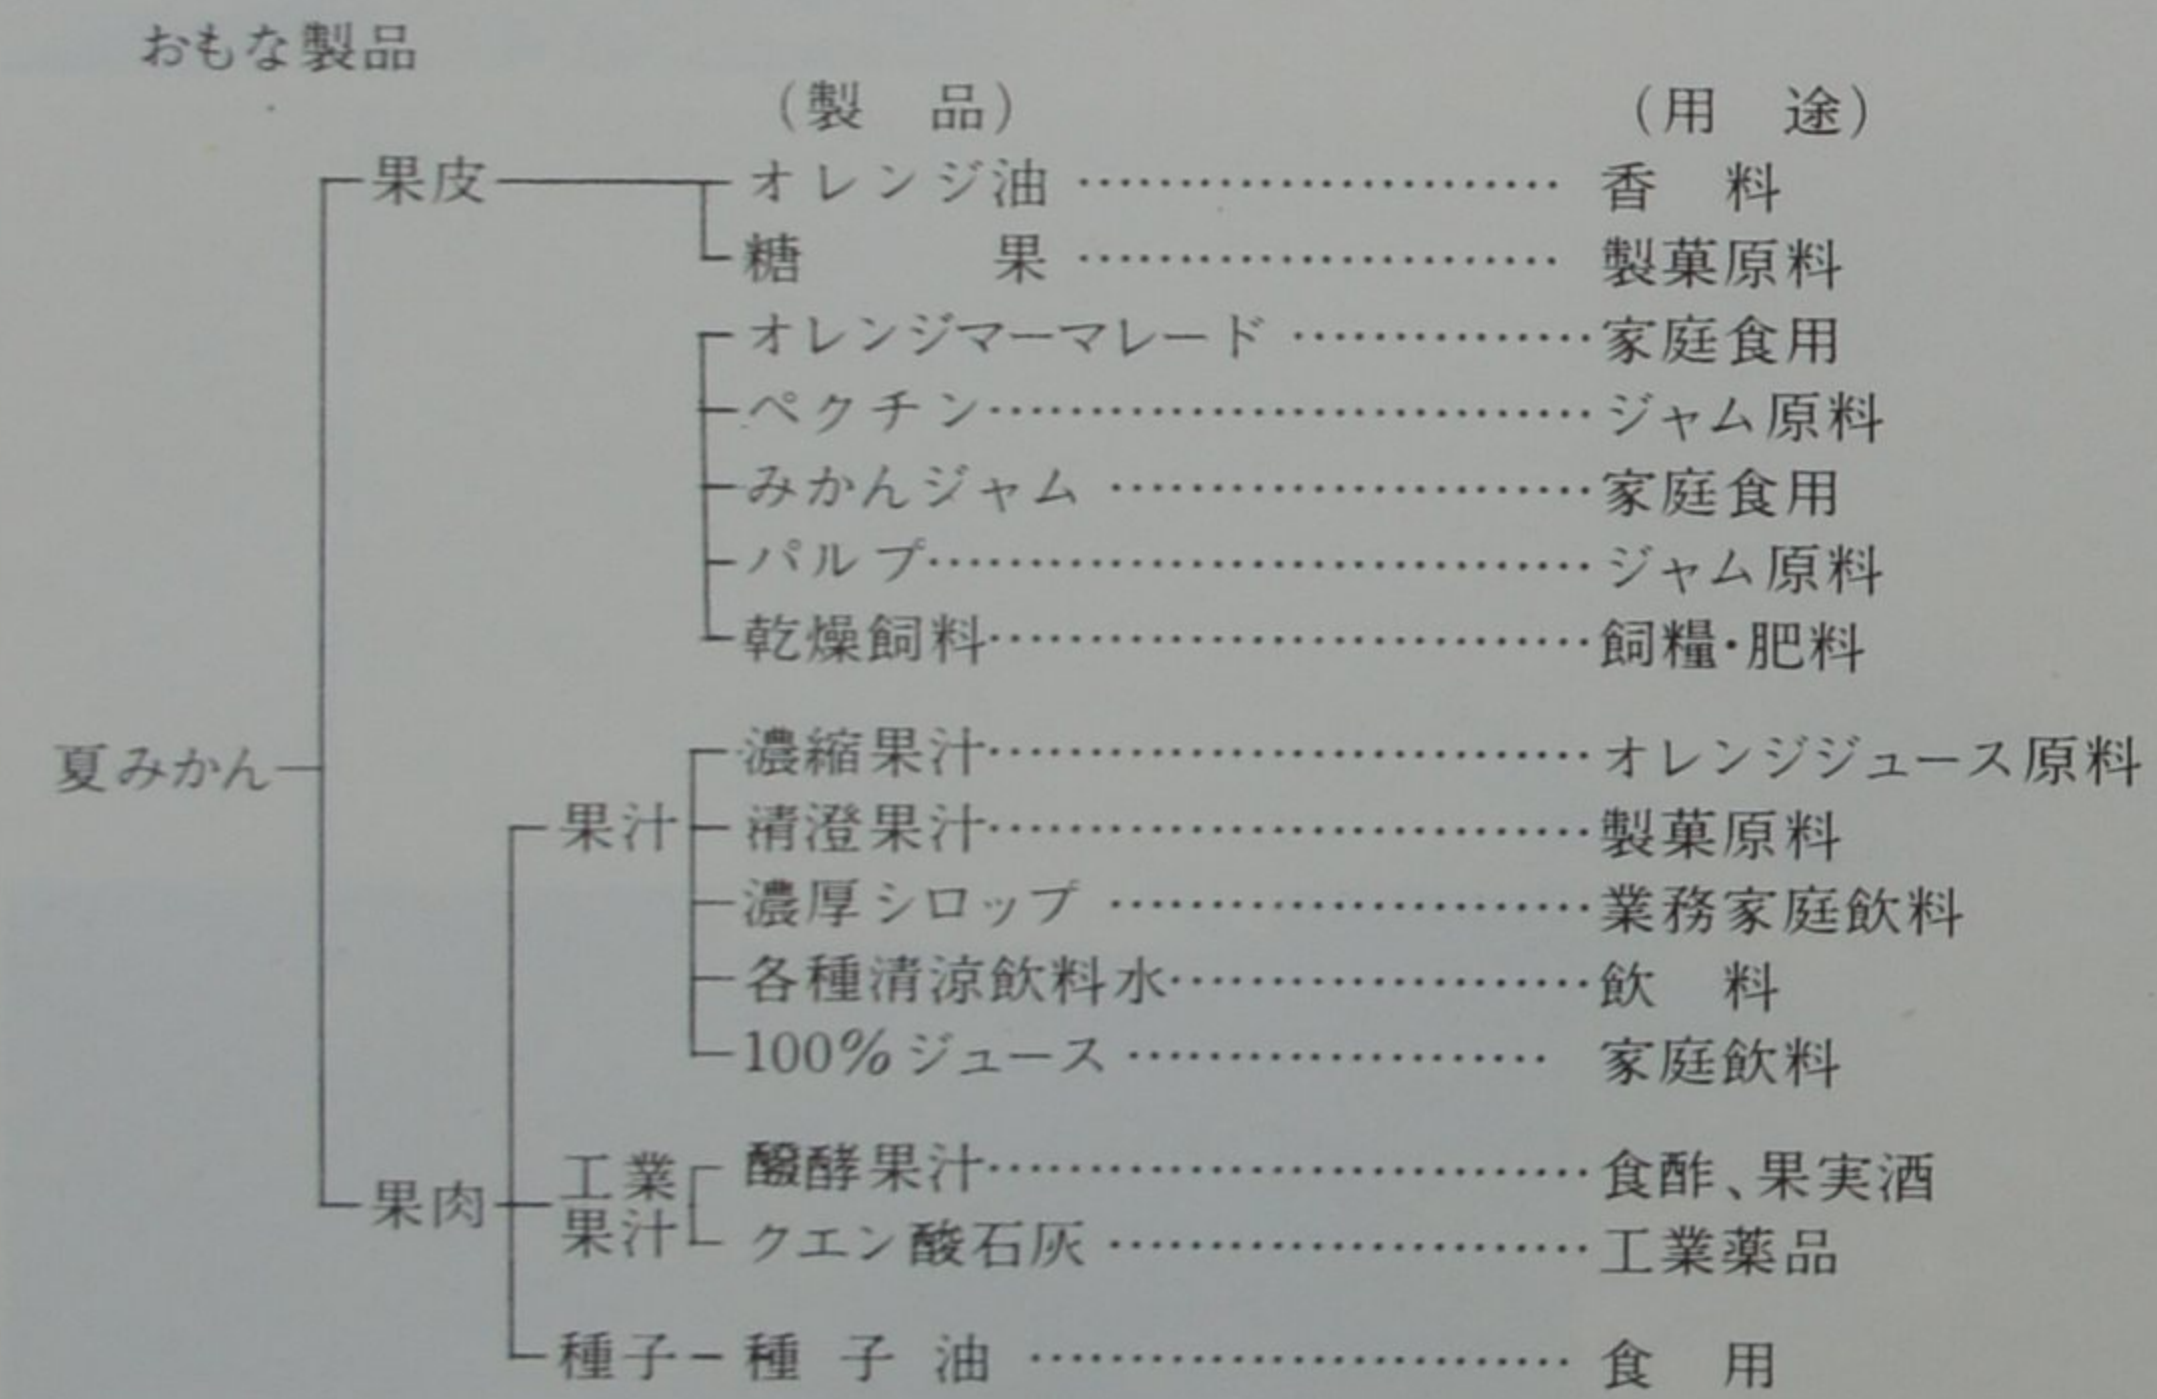 おもな製品
（製　品）　（用　途）
果皮　オレンジ油 …… 香　料
糖　果 …… 製菓原料
オレンジマーマレード …… 家庭食用
ペクチン …… ジャム原料
みかんジャム …… 家庭食用
パルプ …… ジャム原料
乾燥飼料 …… 飼糧・肥料
夏みかん　濃縮果汁 …… オレンジジュース原料
果汁　清澄果汁 …… 製菓原料
濃厚シロップ …… 業務家庭飲料
各種清涼飲料水 …… 飲　料
100％ジュース …… 家庭飲料
果肉　工業果汁　醱酵果汁 …… 食酢、果実酒
クエン酸石灰 …… 工業薬品
種子　種子油 …… 食　用